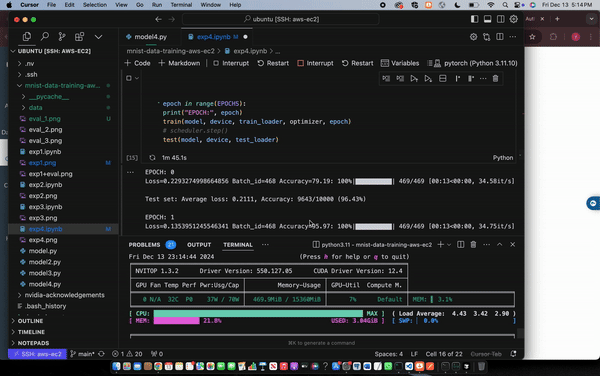 Cursor File Edit Selection View Go Run Terminal Window Help
Fri Dec 13 5:14 PM
ubuntu [SSH: AWS-EC2]
model4.py
exp4.ipynb
UBUNTU [SSH: AWS-EC2]
mnist-data-training-aws-ec2 > exp4.ipynb > ...
+ Code + Markdown Interrupt Restart Interrupt Restart Variables pytorch (Python 3.11.10)
.nv
.ssh
mnist-data-training-aw...
__pycache__
data
eval_1.png U
eval_2.png
eval_3.png
exp1.ipynb
exp1.png M
exp1+eval.png
exp2.ipynb
exp2.png
exp3.ipynb
exp3.png
exp4.ipynb M
exp4.png
model.py
model2.py
model3.py
model4.py
nvidia-acknowledgements
.bash_history
OUTLINE
TIMELINE
NOTEPADS
epoch in range(EPOCHS):
print("EPOCH:", epoch)
train(model, device, train_loader, optimizer, epoch)
# scheduler.step()
test(model, device, test_loader)
[15] 1m 45.1s Python
EPOCH: 0
Loss=0.2293274998664856 Batch_id=468 Accuracy=79.19: 100%| | 469/469 [00:13<00:00, 34.58it/s]
Test set: Average loss: 0.2111, Accuracy: 9643/10000 (96.43%)
EPOCH: 1
Loss=0.1353951245546341 Batch_id=468 Accuracy=95.97: 100%| | 469/469 [00:13<00:00, 34.75it/s]
PROBLEMS 21 OUTPUT TERMINAL python3.11 - mnist-data-training-aws-ec2
Fri Dec 13 23:14:44 2024 (Press h for help or q to quit)
NVITOP 1.3.2 Driver Version: 550.127.05 CUDA Driver Version: 12.4
GPU Fan Temp Perf Pwr:Usg/Cap Memory-Usage GPU-Util Compute M.
0 N/A 32C P0 37W / 70W 469.9MiB / 15360MiB 7% Default MEM: 3.1%
[ CPU: MAX ] ( Load Average: 4.43 3.42 2.90 )
[ MEM: 21.8% USED: 3.04GiB ] [ SWP: 0.0% ]
⌘K to generate a command
SSH: aws-ec2 main* 1 20 0 Spaces: 4 LF Cell 16 of 22 Cursor Tab